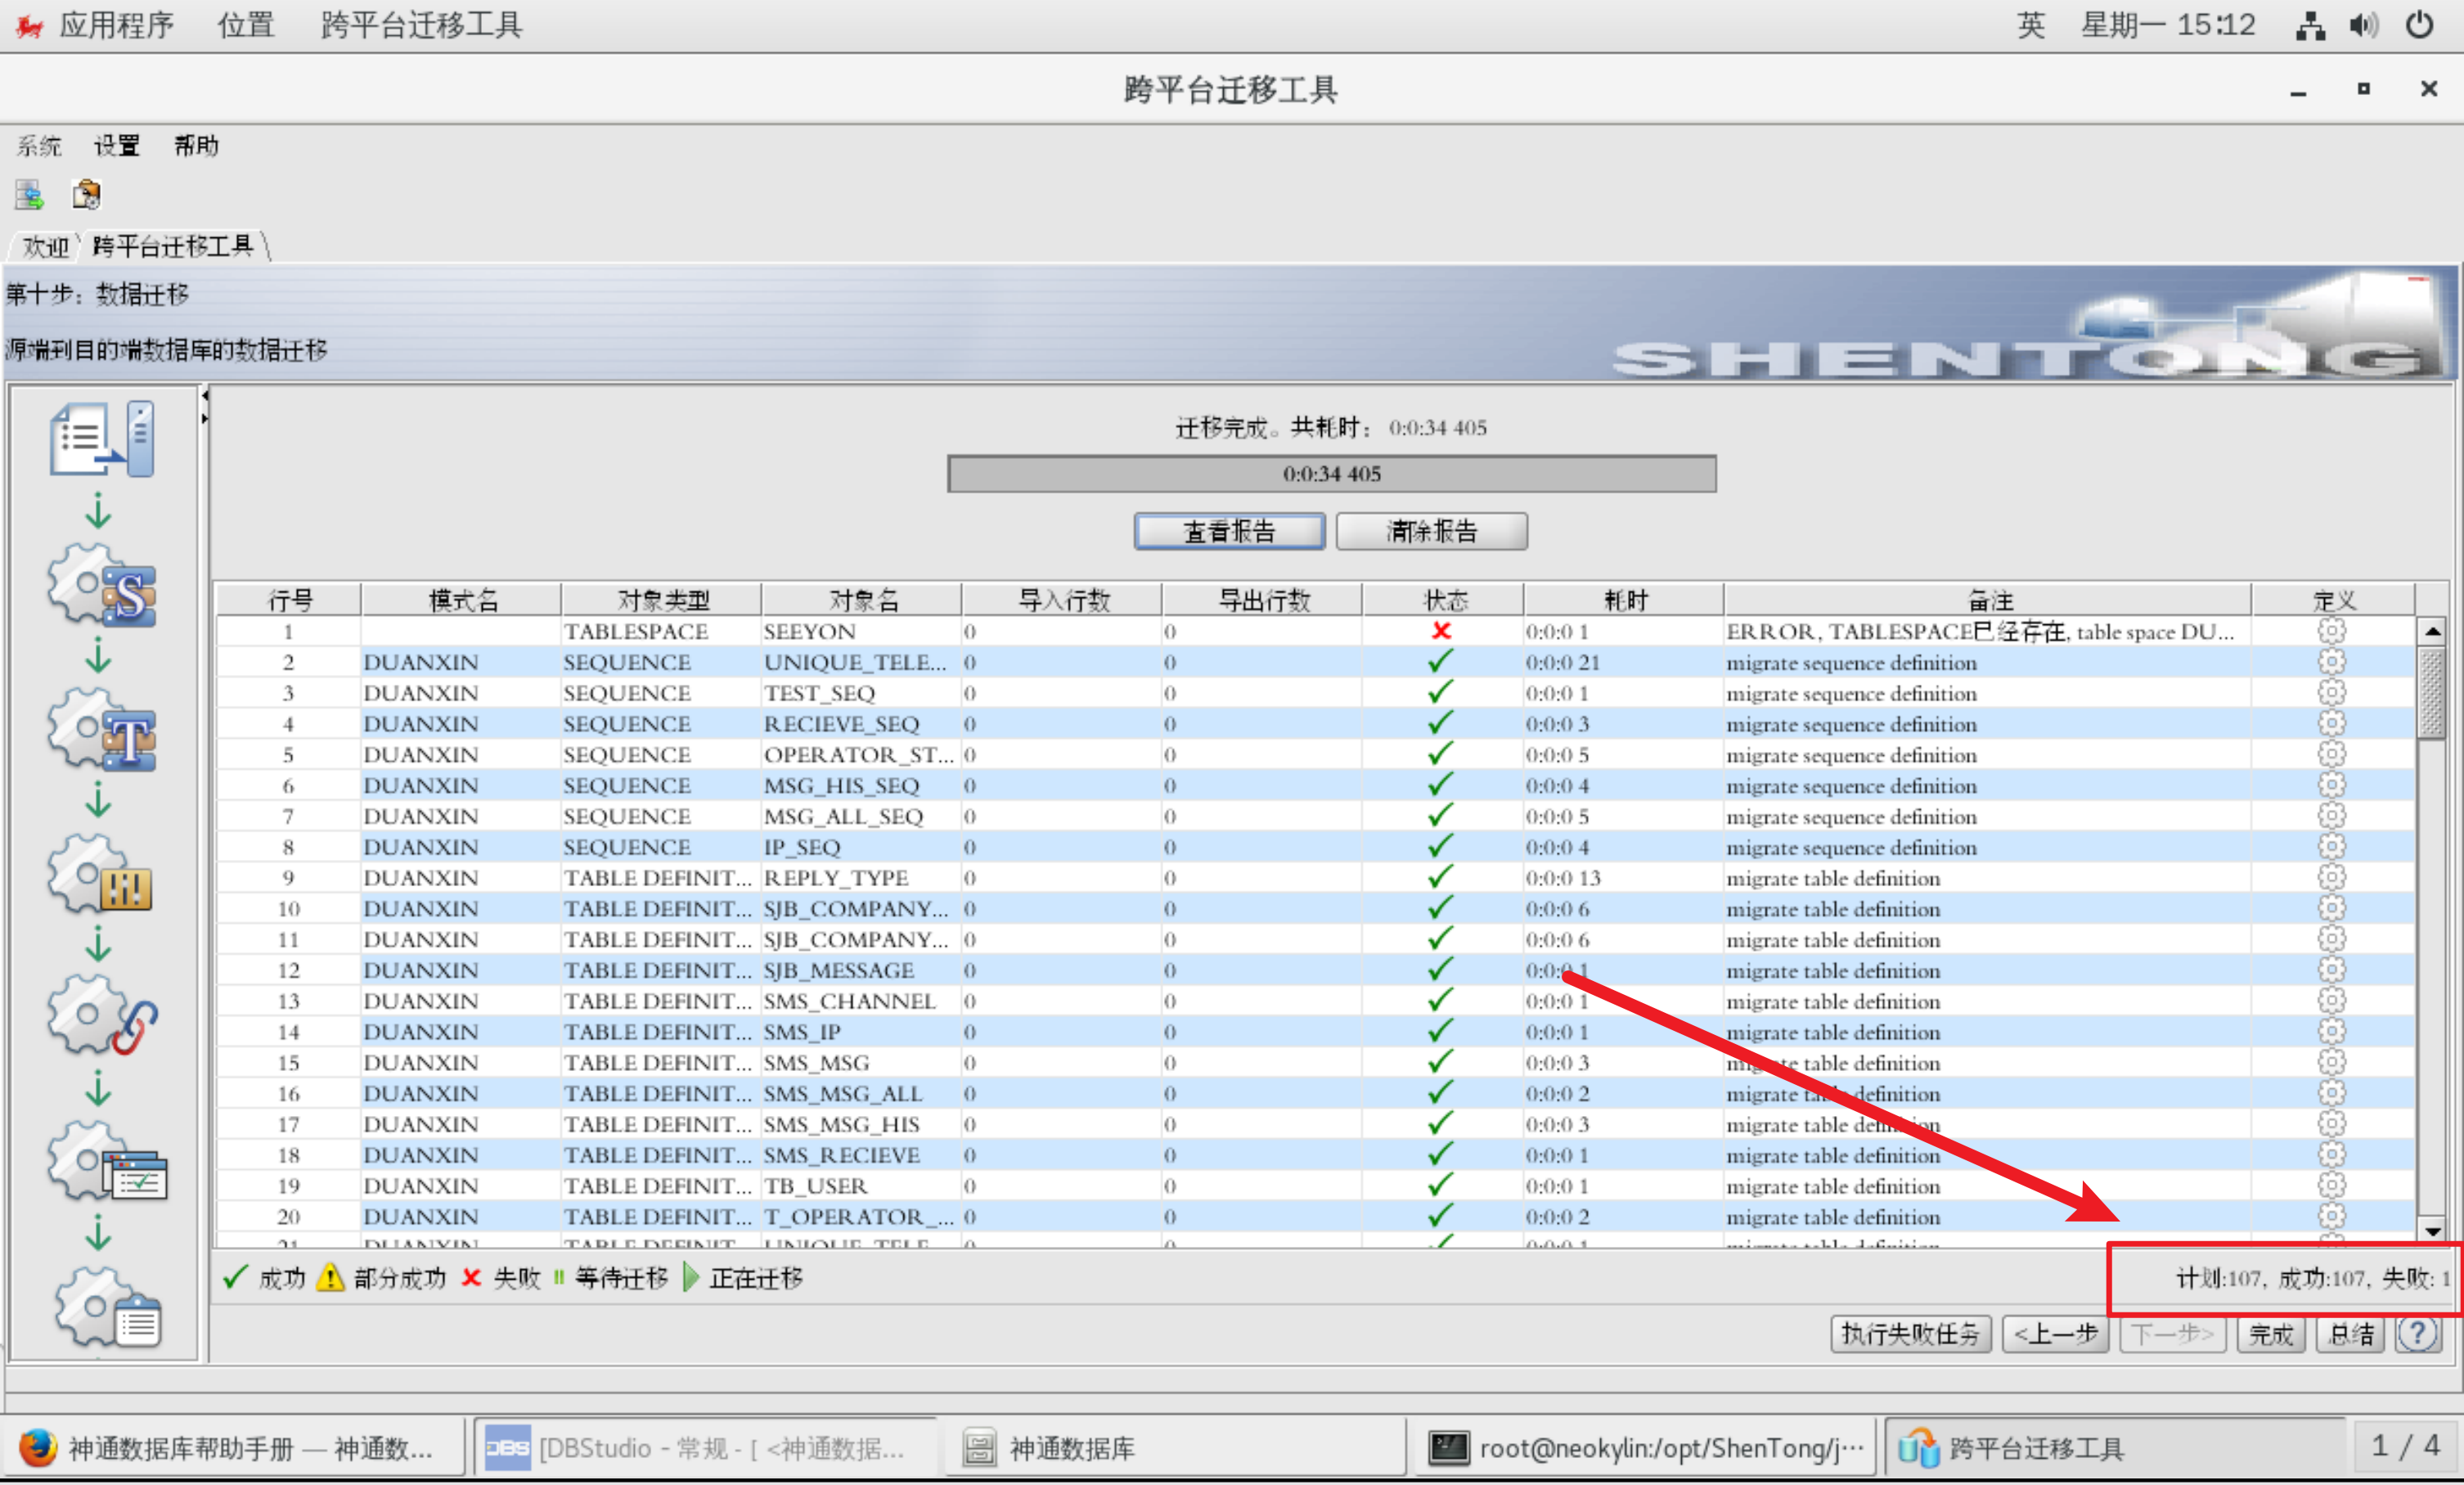 应用程序 位置 跨平台迁移工具 英 星期一 15:12
跨平台迁移工具
系统 设置 帮助
欢迎 跨平台迁移工具
第十步: 数据迁移
源端到目的端数据库的数据迁移
SHENTONG
迁移完成。共耗时: 0:0:34 405
0:0:34 405
查看报告 清除报告
行号 模式名 对象类型 对象名 导入行数 导出行数 状态 耗时 备注 定义
1 TABLESPACE SEEYON 0 0 0:0:0 1 ERROR, TABLESPACE已经存在, table space DU...
2 DUANXIN SEQUENCE UNIQUE_TELE... 0 0 0:0:0 21 migrate sequence definition
3 DUANXIN SEQUENCE TEST_SEQ 0 0 0:0:0 1 migrate sequence definition
4 DUANXIN SEQUENCE RECIEVE_SEQ 0 0 0:0:0 3 migrate sequence definition
5 DUANXIN SEQUENCE OPERATOR_ST... 0 0 0:0:0 5 migrate sequence definition
6 DUANXIN SEQUENCE MSG_HIS_SEQ 0 0 0:0:0 4 migrate sequence definition
7 DUANXIN SEQUENCE MSG_ALL_SEQ 0 0 0:0:0 5 migrate sequence definition
8 DUANXIN SEQUENCE IP_SEQ 0 0 0:0:0 4 migrate sequence definition
9 DUANXIN TABLE DEFINIT... REPLY_TYPE 0 0 0:0:0 13 migrate table definition
10 DUANXIN TABLE DEFINIT... SJB_COMPANY... 0 0 0:0:0 6 migrate table definition
11 DUANXIN TABLE DEFINIT... SJB_COMPANY... 0 0 0:0:0 6 migrate table definition
12 DUANXIN TABLE DEFINIT... SJB_MESSAGE 0 0 0:0:0 1 migrate table definition
13 DUANXIN TABLE DEFINIT... SMS_CHANNEL 0 0 0:0:0 1 migrate table definition
14 DUANXIN TABLE DEFINIT... SMS_IP 0 0 0:0:0 1 migrate table definition
15 DUANXIN TABLE DEFINIT... SMS_MSG 0 0 0:0:0 3 migrate table definition
16 DUANXIN TABLE DEFINIT... SMS_MSG_ALL 0 0 0:0:0 2 migrate table definition
17 DUANXIN TABLE DEFINIT... SMS_MSG_HIS 0 0 0:0:0 3 migrate table definition
18 DUANXIN TABLE DEFINIT... SMS_RECIEVE 0 0 0:0:0 1 migrate table definition
19 DUANXIN TABLE DEFINIT... TB_USER 0 0 0:0:0 1 migrate table definition
20 DUANXIN TABLE DEFINIT... T_OPERATOR_... 0 0 0:0:0 2 migrate table definition
成功 部分成功 失败 等待迁移 正在迁移 计划:107, 成功:107, 失败: 1
执行失败任务 <上一步 下一步> 完成 总结 ?
神通数据库帮助手册 — 神通数... DBS [DBStudio - 常规 - [ <神通数据... 神通数据库 root@neokylin:/opt/ShenTong/j··· 跨平台迁移工具 1 / 4